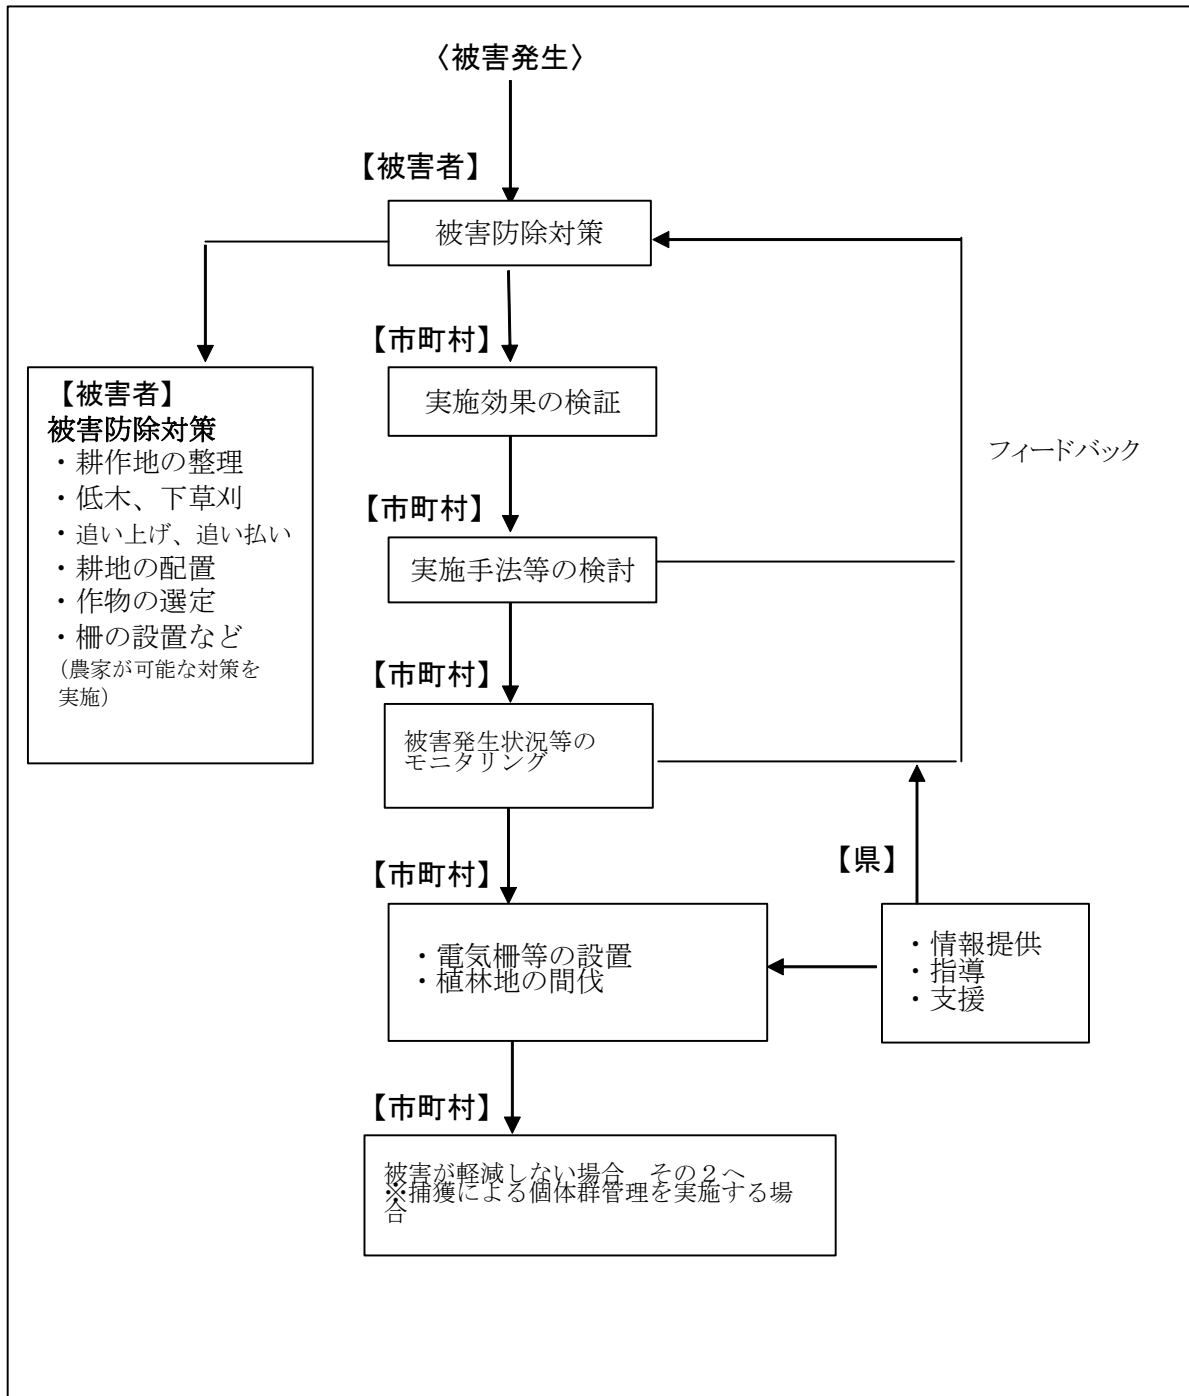 〈被害発生〉
【被害者】
被害防除対策
【市町村】
実施効果の検証
【被害者】
被害防除対策
・耕作地の整理
・低木、下草刈
・追い上げ、追い払い
・耕地の配置
・作物の選定
・柵の設置など
(農家が可能な対策を
実施)
フィードバック
【市町村】
実施手法等の検討
【市町村】
被害発生状況等の
モニタリング
【市町村】
・電気柵等の設置
・植林地の間伐
【県】
・情報提供
・指導
・支援
【市町村】
被害が軽減しない場合　その２へ
※捕獲による個体群管理を実施する場
合